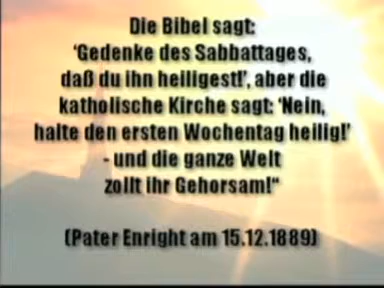 Die Bibel sagt:
'Gedenke des Sabbattages,
daß du ihn heiligest!', aber die
katholische Kirche sagt: 'Nein,
halte den ersten Wochentag heilig!'
- und die ganze Welt
zollt ihr Gehorsam!"
(Pater Enright am 15.12.1889)